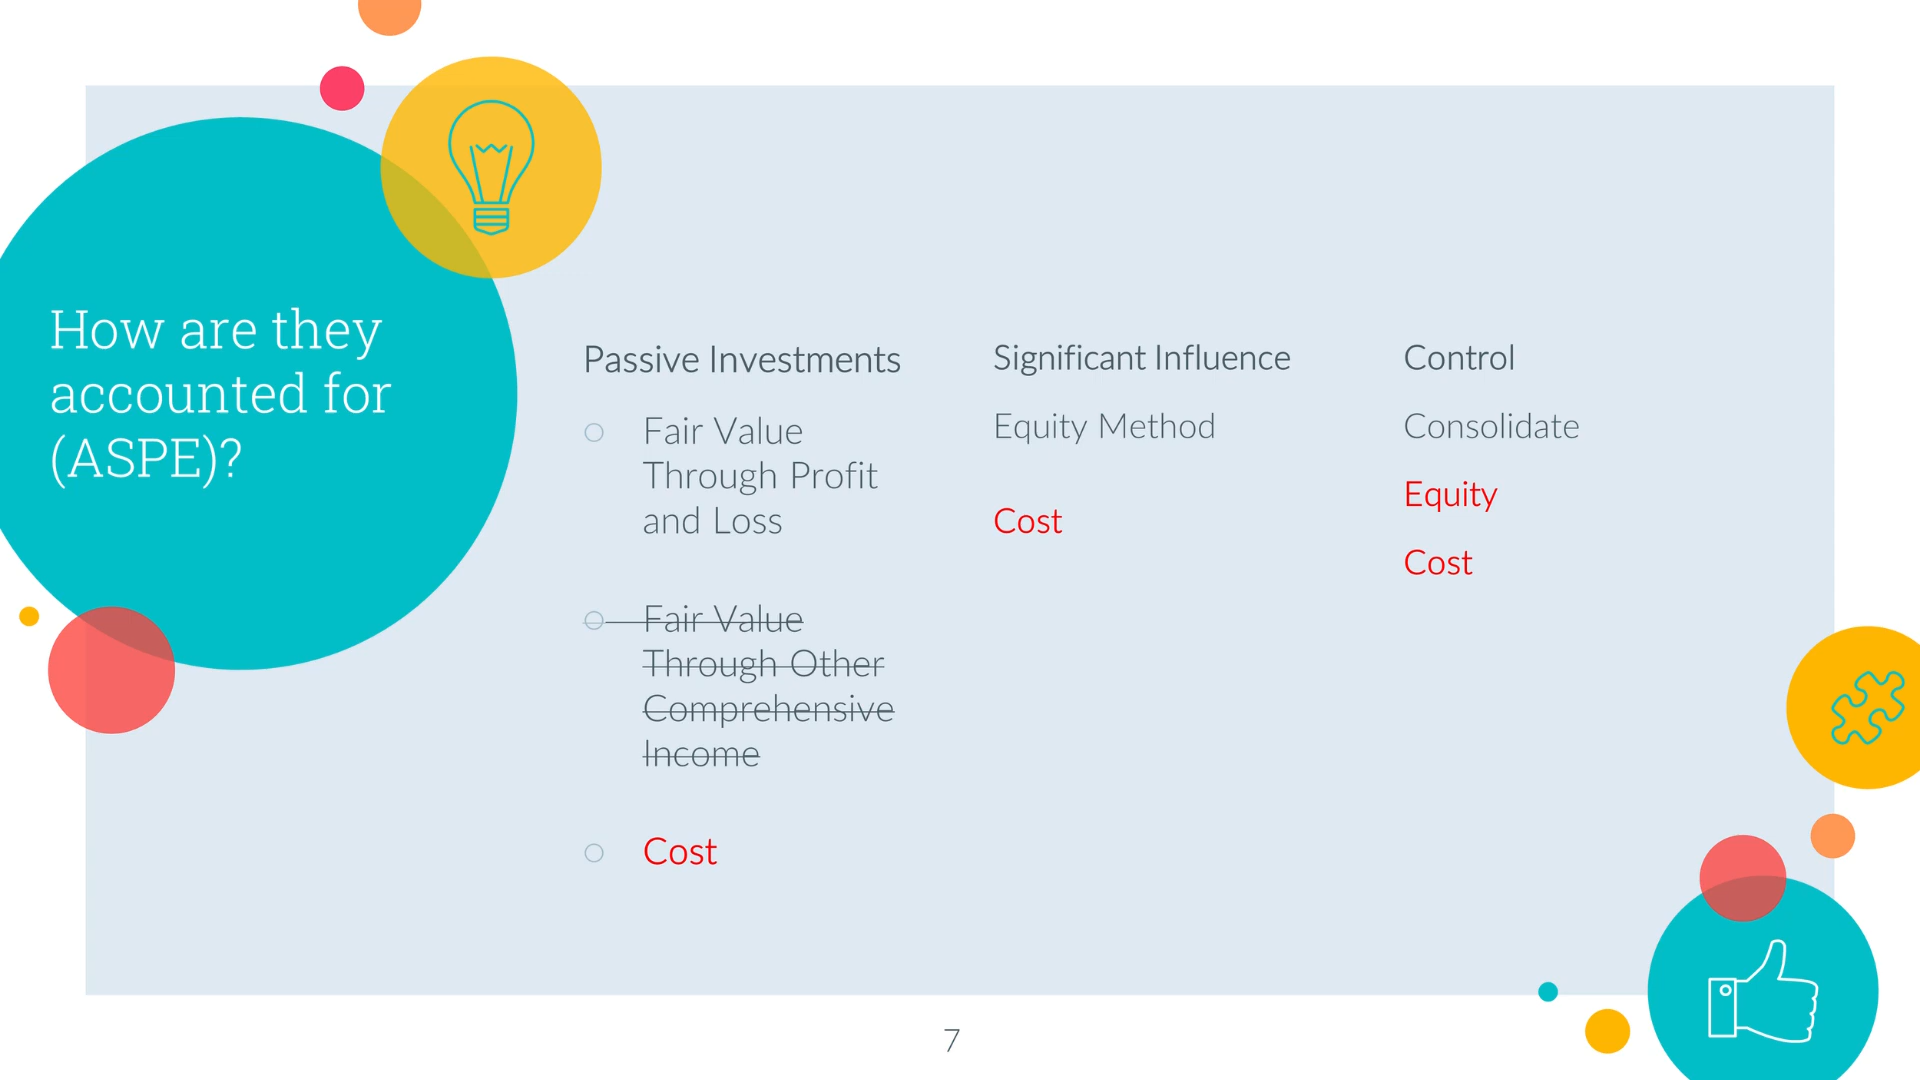 How are they
accounted for
(ASPE)?
Passive Investments
Fair Value
Through Profit
and Loss
Fair Value
Through Other
Comprehensive
Income
Cost
Significant Influence
Equity Method
Cost
Control
Consolidate
Equity
Cost
7